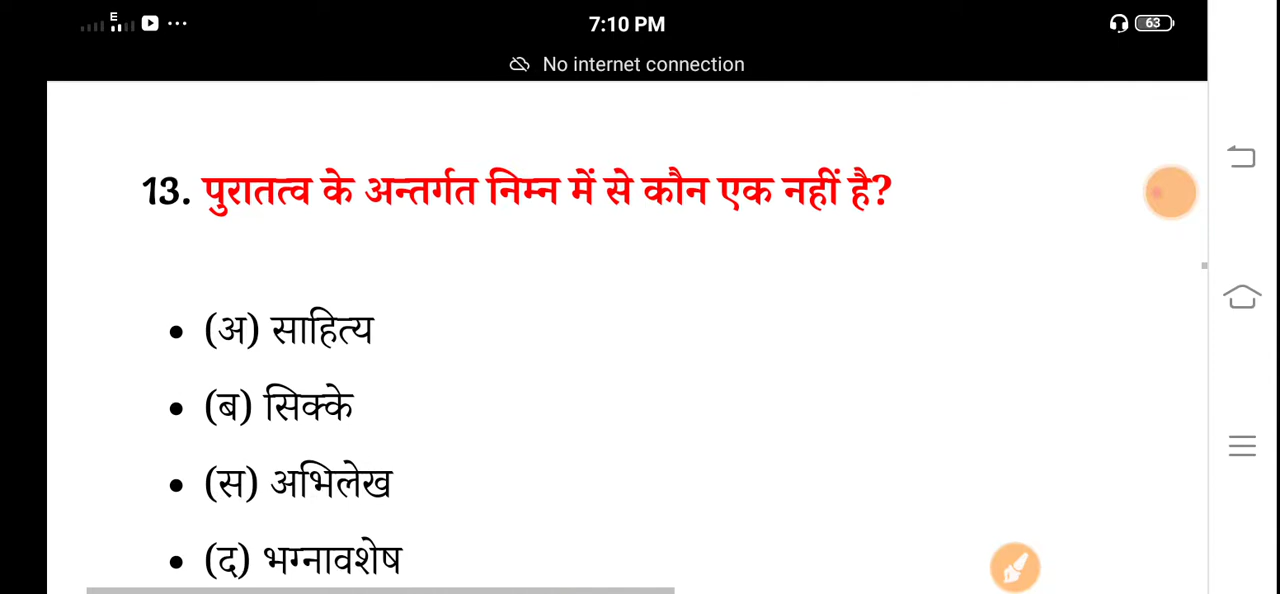 E
7:10 PM
63
No internet connection
13. पुरातत्व के अन्तर्गत निम्न में से कौन एक नहीं है?
• (अ) साहित्य
• (ब) सिक्के
• (स) अभिलेख
• (द) भग्नावशेष